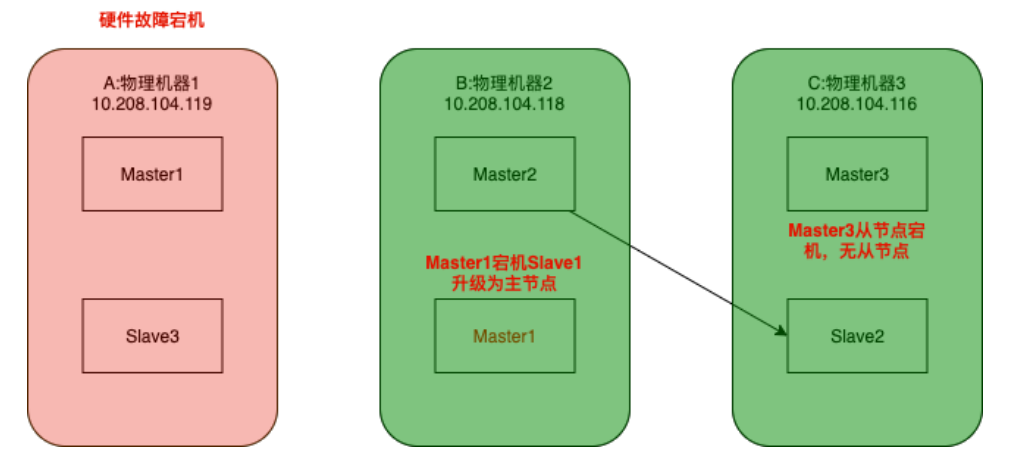 硬件故障宕机
A:物理机器1
10.208.104.119
Master1
Slave3
B:物理机器2
10.208.104.118
Master2
Master1宕机Slave1
升级为主节点
Master1
C:物理机器3
10.208.104.116
Master3
Master3从节点宕
机，无从节点
Slave2